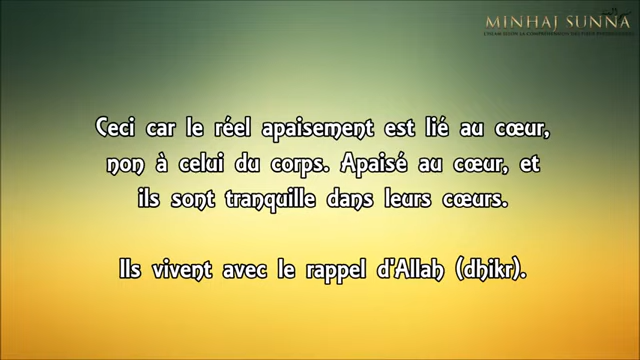 MINHAJ SUNNA
Ceci car le réel apaisement est lié au cœur,
non à celui du corps. Apaisé au cœur, et
ils sont tranquille dans leurs cœurs.
Ils vivent avec le rappel d'Allah (dhikr).